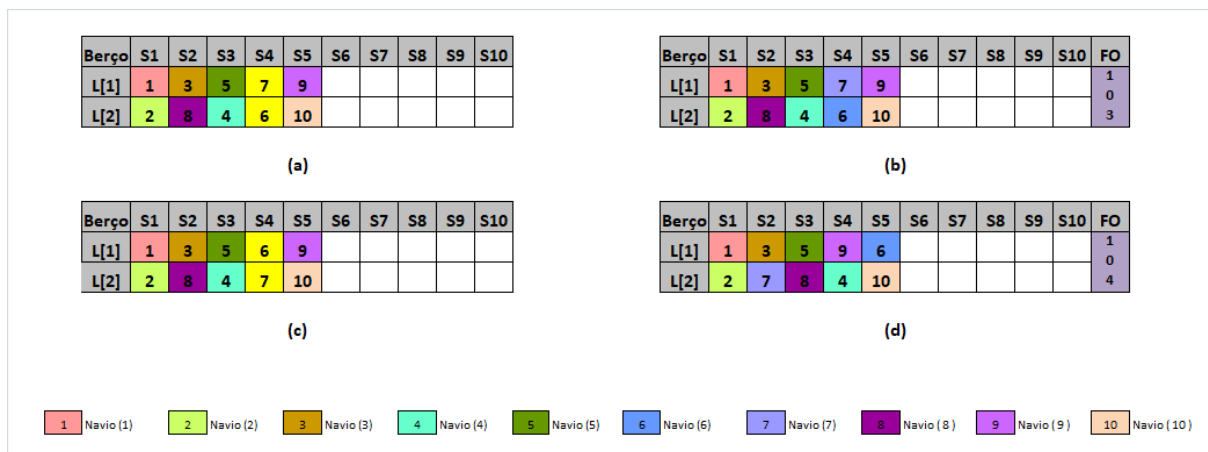 Berço S1 S2 S3 S4 S5 S6 S7 S8 S9 S10
L[1] 1 3 5 7 9
L[2] 2 8 4 6 10
(a)
Berço S1 S2 S3 S4 S5 S6 S7 S8 S9 S10 FO
L[1] 1 3 5 7 9 103
L[2] 2 8 4 6 10
(b)
Berço S1 S2 S3 S4 S5 S6 S7 S8 S9 S10
L[1] 1 3 5 6 9
L[2] 2 8 4 7 10
(c)
Berço S1 S2 S3 S4 S5 S6 S7 S8 S9 S10 FO
L[1] 1 3 5 9 6 104
L[2] 2 7 8 4 10
(d)
1 Navio (1) 2 Navio (2) 3 Navio (3) 4 Navio (4) 5 Navio (5) 6 Navio (6) 7 Navio (7) 8 Navio ( 8 ) 9 Navio ( 9 ) 10 Navio ( 10 )